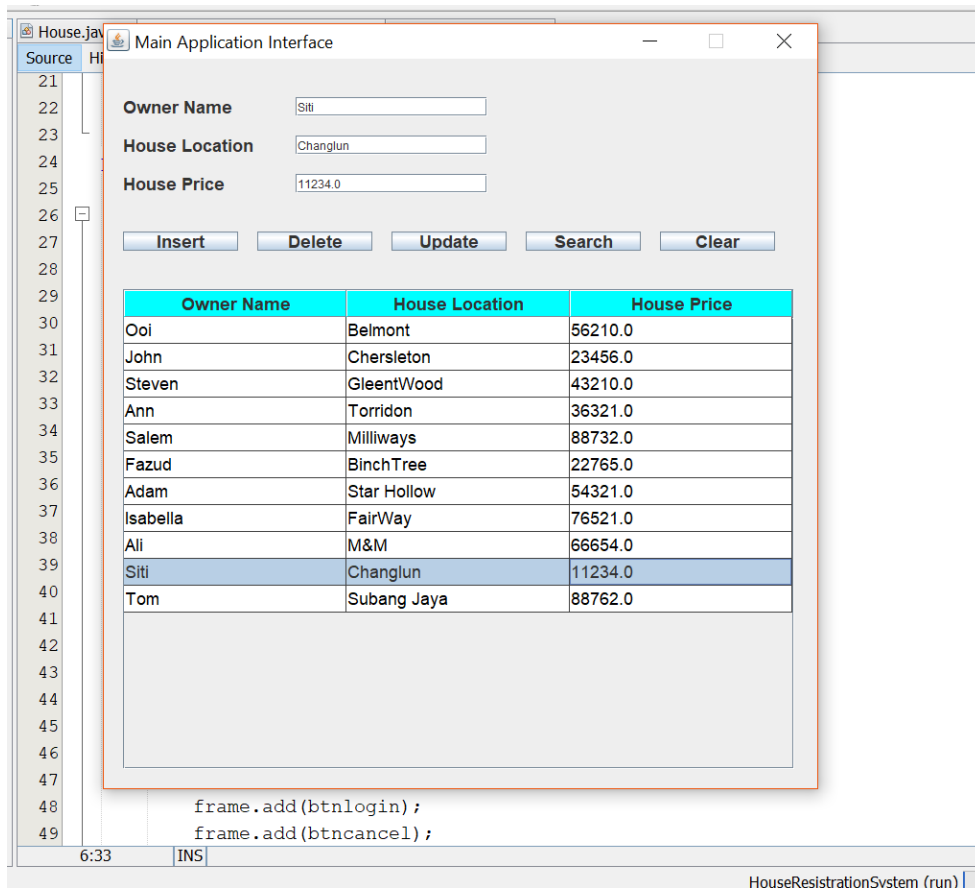 House.jav
Main Application Interface
Source Hi
21
22
23
24
25
26
27
28
29
30
31
32
33
34
35
36
37
38
39
40
41
42
43
44
45
46
47
48
49
Owner Name Siti
House Location Changlun
House Price 11234.0
Insert Delete Update Search Clear
Owner Name House Location House Price
Ooi Belmont 56210.0
John Chersleton 23456.0
Steven GleentWood 43210.0
Ann Torridon 36321.0
Salem Milliways 88732.0
Fazud BinchTree 22765.0
Adam Star Hollow 54321.0
Isabella FairWay 76521.0
Ali M&M 66654.0
Siti Changlun 11234.0
Tom Subang Jaya 88762.0
frame.add(btnlogin);
frame.add(btncancel);
6:33 INS
HouseResistrationSystem (run)